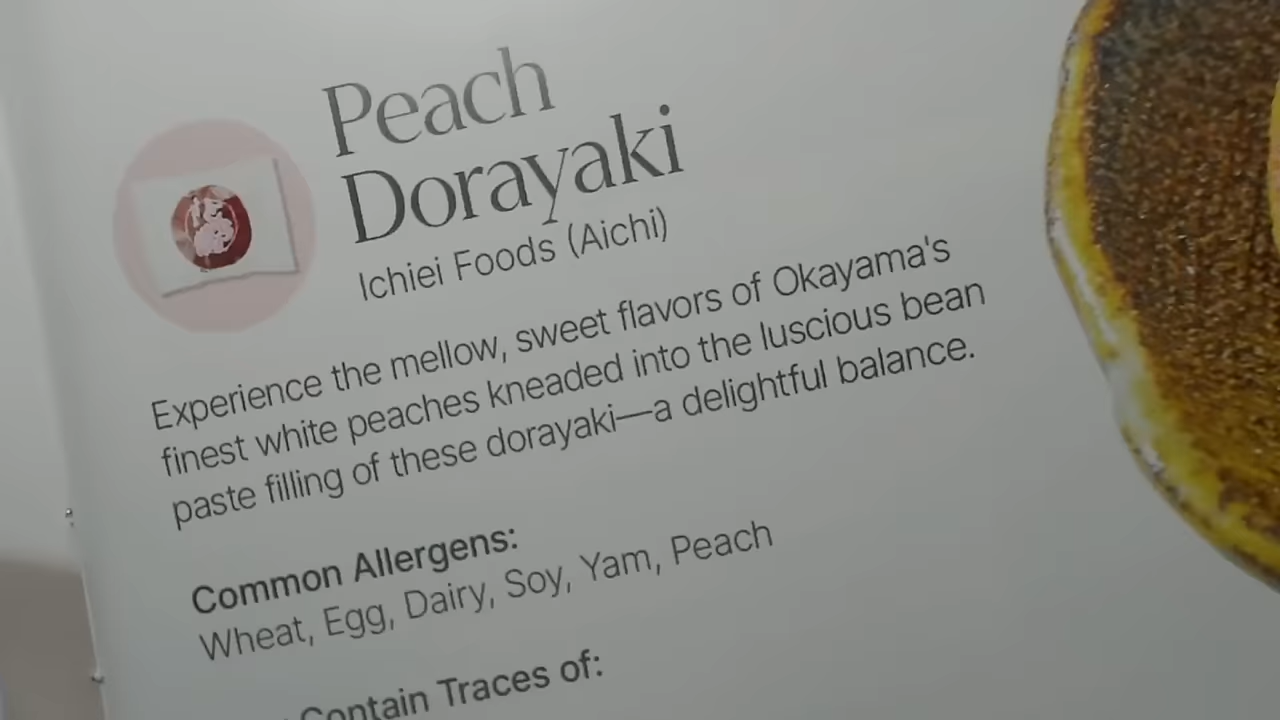 Peach
Dorayaki
Ichiei Foods (Aichi)
Experience the mellow, sweet flavors of Okayama's
finest white peaches kneaded into the luscious bean
paste filling of these dorayaki—a delightful balance.
Common Allergens:
Wheat, Egg, Dairy, Soy, Yam, Peach
Contain Traces of: